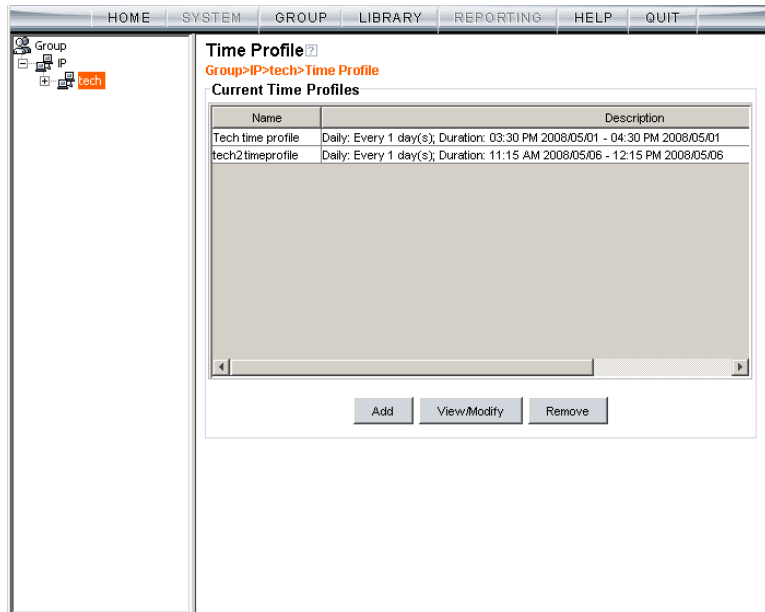 HOME SYSTEM GROUP LIBRARY REPORTING HELP QUIT
Group
IP
tech
Time Profile ?
Group>IP>tech>Time Profile
Current Time Profiles
Name Description
Tech time profile Daily: Every 1 day(s); Duration: 03:30 PM 2008/05/01 - 04:30 PM 2008/05/01
tech2timeprofile Daily: Every 1 day(s); Duration: 11:15 AM 2008/05/06 - 12:15 PM 2008/05/06
Add View/Modify Remove